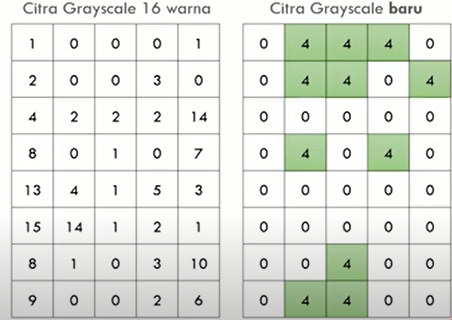 Citra Grayscale 16 warna Citra Grayscale baru
1 0 0 0 1 0 4 4 4 0
2 0 0 3 0 0 4 4 0 4
4 2 2 2 14 0 0 0 0 0
8 0 1 0 7 0 4 0 4 0
13 4 1 5 3 0 0 0 0 0
15 14 1 2 1 0 0 0 0 0
8 1 0 3 10 0 0 4 0 0
9 0 0 2 6 0 4 4 0 0